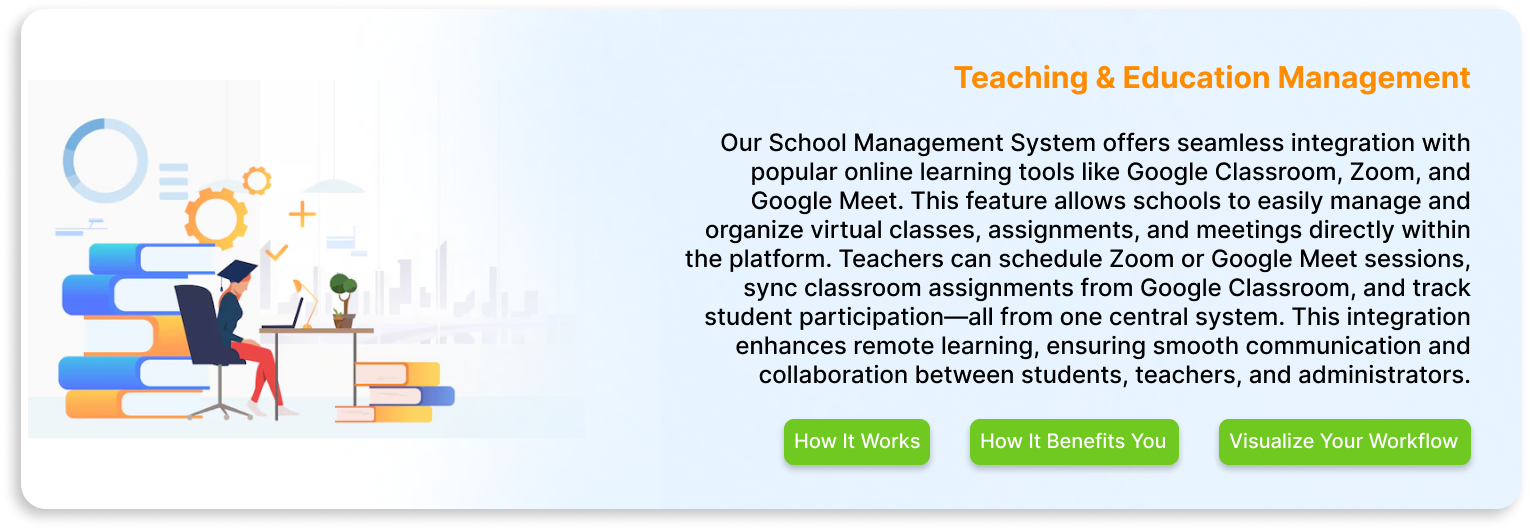 Teaching & Education Management
Our School Management System offers seamless integration with
popular online learning tools like Google Classroom, Zoom, and
Google Meet. This feature allows schools to easily manage and
organize virtual classes, assignments, and meetings directly within
the platform. Teachers can schedule Zoom or Google Meet sessions,
sync classroom assignments from Google Classroom, and track
student participation—all from one central system. This integration
enhances remote learning, ensuring smooth communication and
collaboration between students, teachers, and administrators.
How It Works
How It Benefits You
Visualize Your Workflow